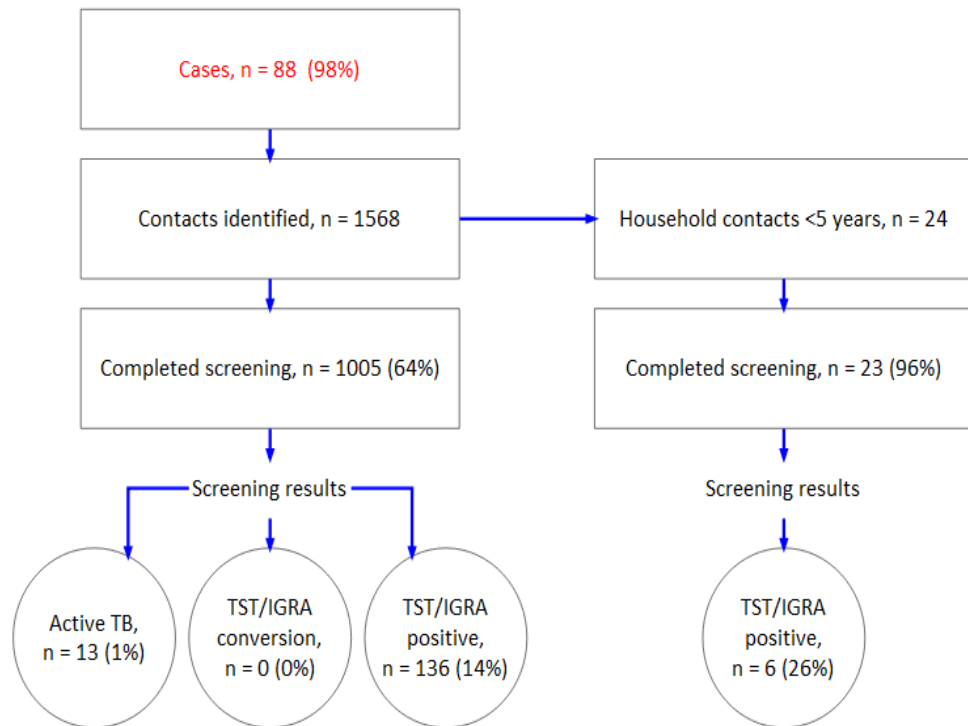 Cases, n = 88 (98%)
Contacts identified, n = 1568
Household contacts <5 years, n = 24
Completed screening, n = 1005 (64%)
Completed screening, n = 23 (96%)
Screening results
Screening results
Active TB,
n = 13 (1%)
TST/IGRA
conversion,
n = 0 (0%)
TST/IGRA
positive,
n = 136 (14%)
TST/IGRA
positive,
n = 6 (26%)